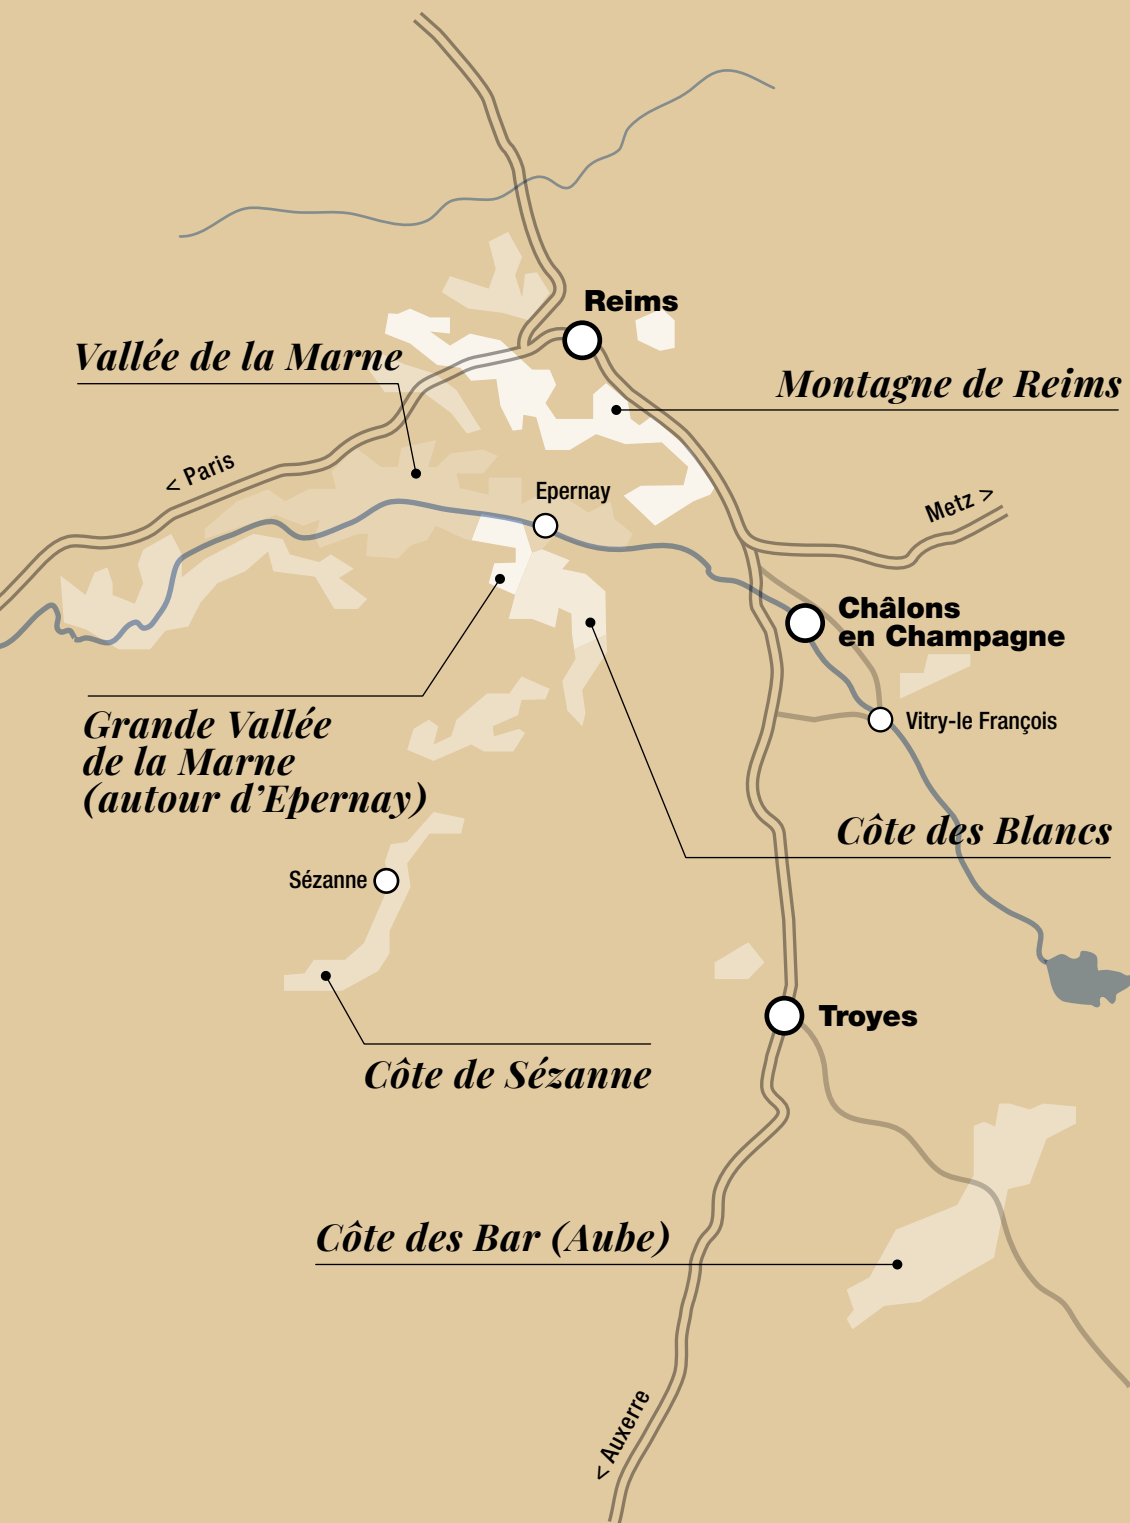 Reims
Vallée de la Marne
Montagne de Reims
< Paris
Epernay
Metz >
Châlons
en Champagne
Grande Vallée
de la Marne
(autour d’Epernay)
Vitry-le François
Côte des Blancs
Sézanne
Troyes
Côte de Sézanne
Côte des Bar (Aube)
< Auxerre